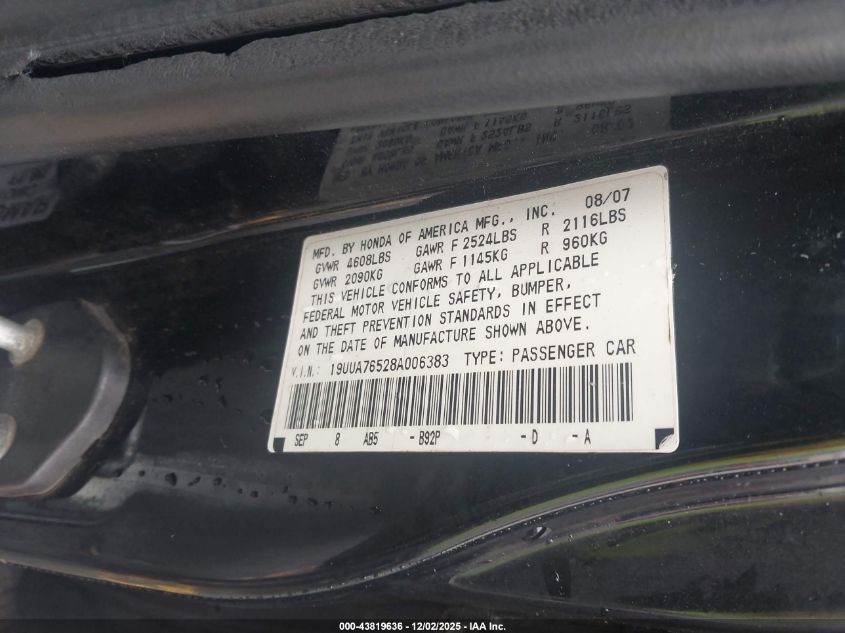 MFD. BY HONDA OF AMERICA MFG., INC. 08/07
GVWR 4608LBS GAWR F 2524LBS R 2116LBS
GVWR 2090KG GAWR F 1145KG R 960KG
THIS VEHICLE CONFORMS TO ALL APPLICABLE
FEDERAL MOTOR VEHICLE SAFETY, BUMPER,
AND THEFT PREVENTION STANDARDS IN EFFECT
ON THE DATE OF MANUFACTURE SHOWN ABOVE.
V.I.N.: 19UUA76528A006383 TYPE: PASSENGER CAR
SEP 8 AB5 - B92P - D - A
000-43819636 - 12/02/2025 - IAA Inc.